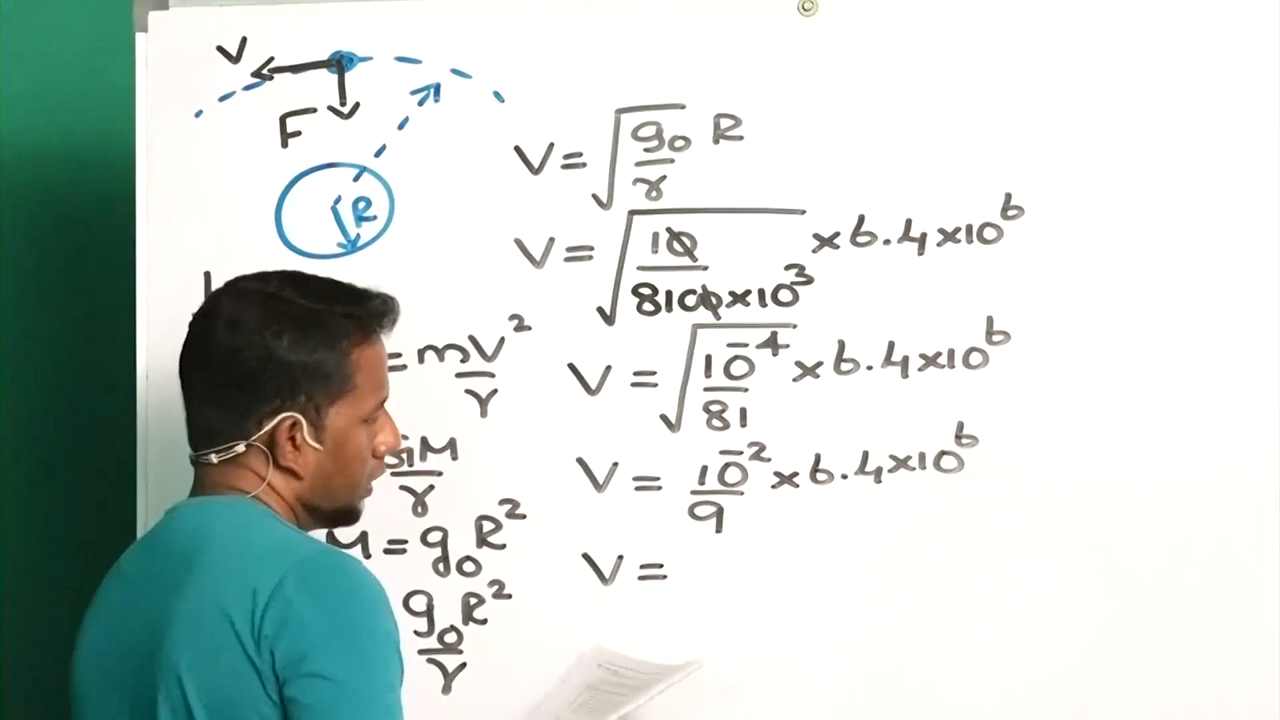 V
F
R
= mV²/r
GM/r
M = g₀R²
g₀R²/r
V = √(g₀/r) R
V = √(10/(8100×10³)) × 6.4×10⁶
V = √(10⁻⁴/81) × 6.4×10⁶
V = 10⁻²/9 × 6.4×10⁶
V =